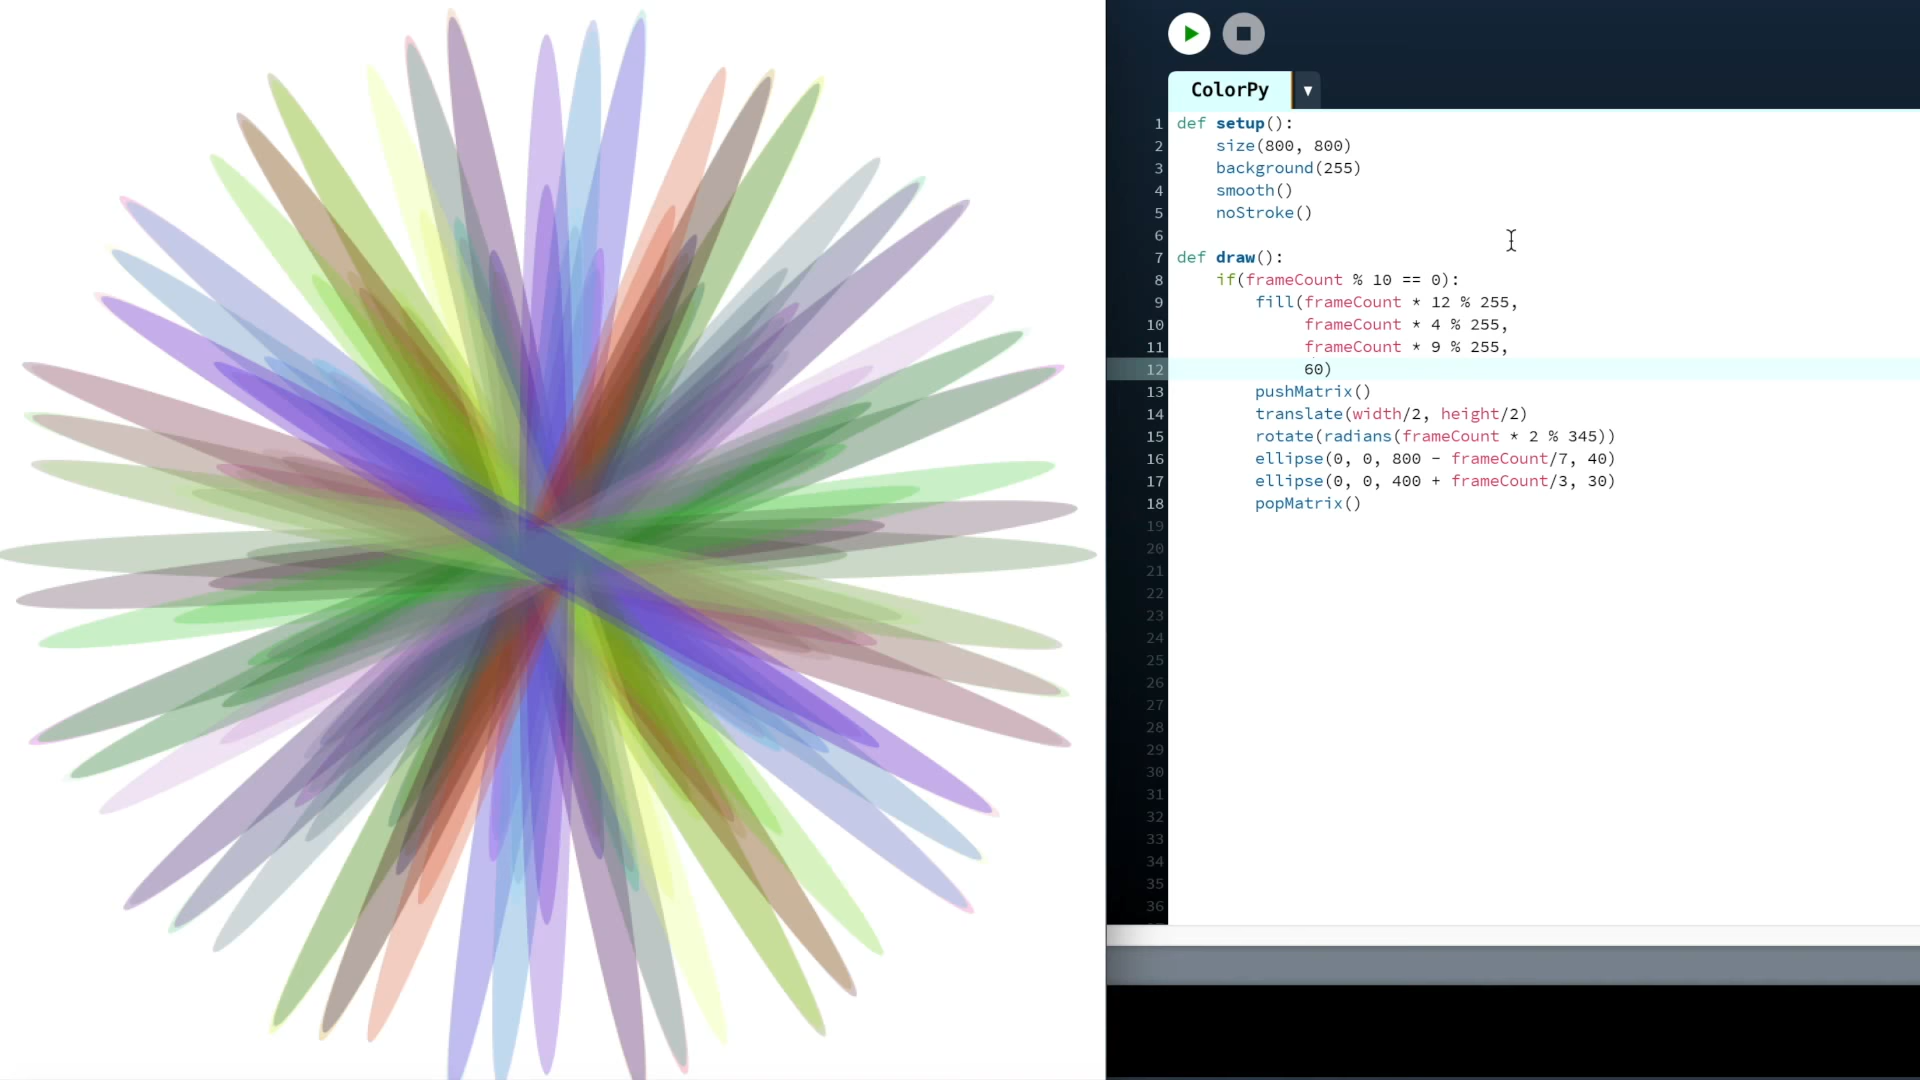 ColorPy ▼
1 def setup():
2     size(800, 800)
3     background(255)
4     smooth()
5     noStroke()
6
7 def draw():
8     if(frameCount % 10 == 0):
9         fill(frameCount * 12 % 255,
10              frameCount * 4 % 255,
11              frameCount * 9 % 255,
12              60)
13         pushMatrix()
14         translate(width/2, height/2)
15         rotate(radians(frameCount * 2 % 345))
16         ellipse(0, 0, 800 - frameCount/7, 40)
17         ellipse(0, 0, 400 + frameCount/3, 30)
18         popMatrix()
19
20
21
22
23
24
25
26
27
28
29
30
31
32
33
34
35
36